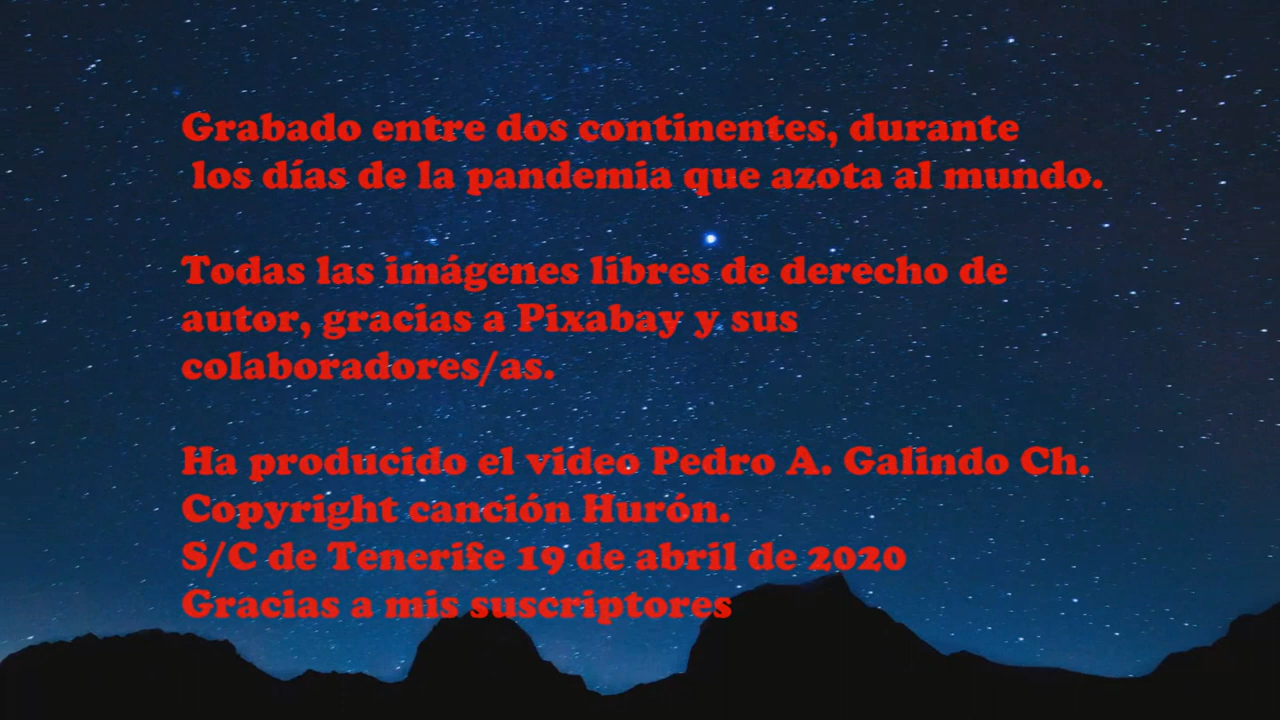 Grabado entre dos continentes, durante
los días de la pandemia que azota al mundo.
Todas las imágenes libres de derecho de
autor, gracias a Pixabay y sus
colaboradores/as.
Ha producido el video Pedro A. Galindo Ch.
Copyright canción Hurón.
S/C de Tenerife 19 de abril de 2020
Gracias a mis suscriptores